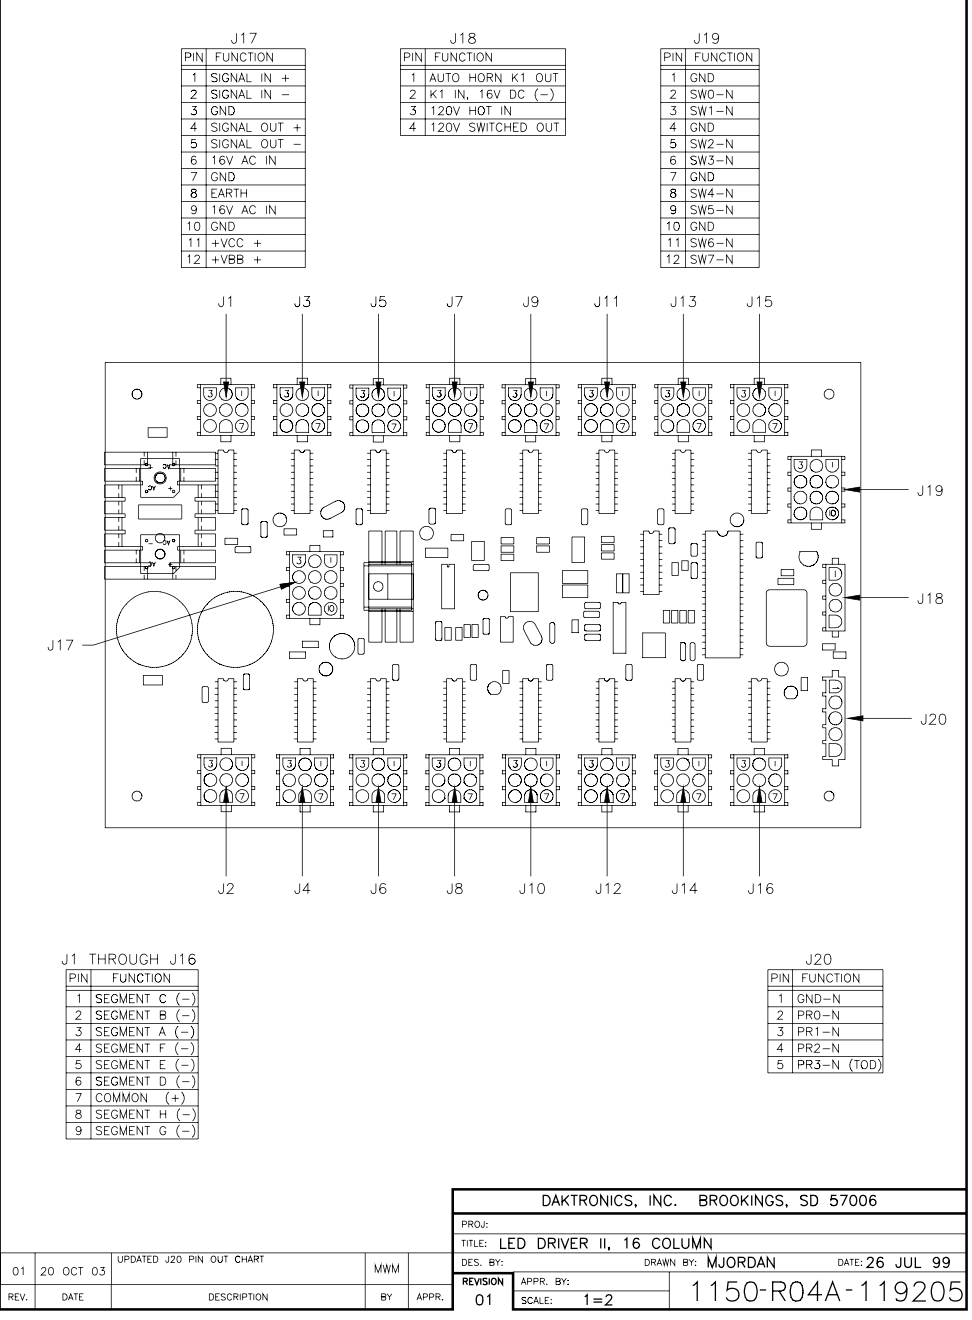 J17
PIN FUNCTION
1 SIGNAL IN +
2 SIGNAL IN -
3 GND
4 SIGNAL OUT +
5 SIGNAL OUT -
6 16V AC IN
7 GND
8 EARTH
9 16V AC IN
10 GND
11 +VCC +
12 +VBB +
J18
PIN FUNCTION
1 AUTO HORN K1 OUT
2 K1 IN, 16V DC (-)
3 120V HOT IN
4 120V SWITCHED OUT
J19
PIN FUNCTION
1 GND
2 SW0-N
3 SW1-N
4 GND
5 SW2-N
6 SW3-N
7 GND
8 SW4-N
9 SW5-N
10 GND
11 SW6-N
12 SW7-N
J1 J3 J5 J7 J9 J11 J13 J15
3 1 3 1 3 1 3 1 3 1 3 1 3 1 3 1
7 7 7 7 7 7 7 7
AC + AC -
3 1
10
J19
AC - AC +
3 1
10
1
J18
J17
1
J20
3 1 3 1 3 1 3 1 3 1 3 1 3 1 3 1
7 7 7 7 7 7 7 7
J2 J4 J6 J8 J10 J12 J14 J16
J1 THROUGH J16
PIN FUNCTION
1 SEGMENT C (-)
2 SEGMENT B (-)
3 SEGMENT A (-)
4 SEGMENT F (-)
5 SEGMENT E (-)
6 SEGMENT D (-)
7 COMMON (+)
8 SEGMENT H (-)
9 SEGMENT G (-)
J20
PIN FUNCTION
1 GND-N
2 PR0-N
3 PR1-N
4 PR2-N
5 PR3-N (TOD)
DAKTRONICS, INC. BROOKINGS, SD 57006
PROJ:
TITLE: LED DRIVER II, 16 COLUMN
DES. BY: DRAWN BY: MJORDAN DATE: 26 JUL 99
REVISION 01
APPR. BY:
SCALE: 1=2
1150-R04A-119205
01 20 OCT 03 UPDATED J20 PIN OUT CHART MWM
REV. DATE DESCRIPTION BY APPR.